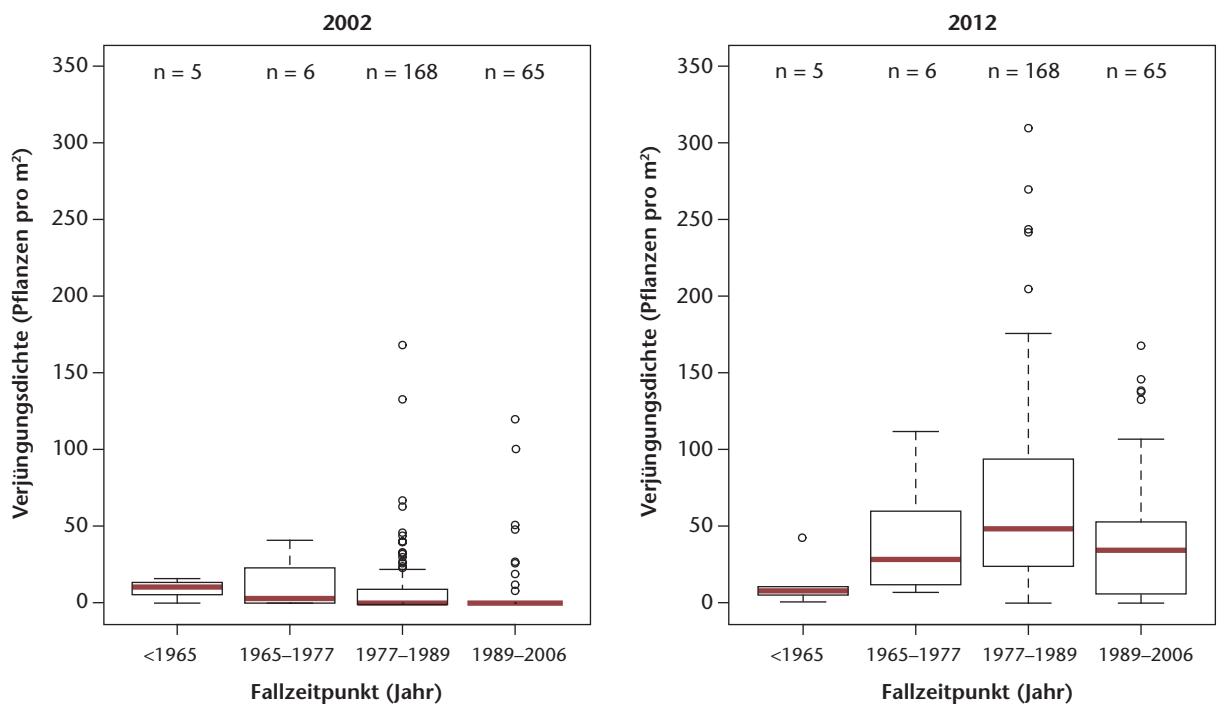 2002
350
300
250
200
150
100
50
0
n = 5 n = 6 n = 168 n = 65
Verjüngungsdichte (Pflanzen pro m²)
<1965 1965–1977 1977–1989 1989–2006
Fallzeitpunkt (Jahr)
2012
350
300
250
200
150
100
50
0
n = 5 n = 6 n = 168 n = 65
Verjüngungsdichte (Pflanzen pro m²)
<1965 1965–1977 1977–1989 1989–2006
Fallzeitpunkt (Jahr)